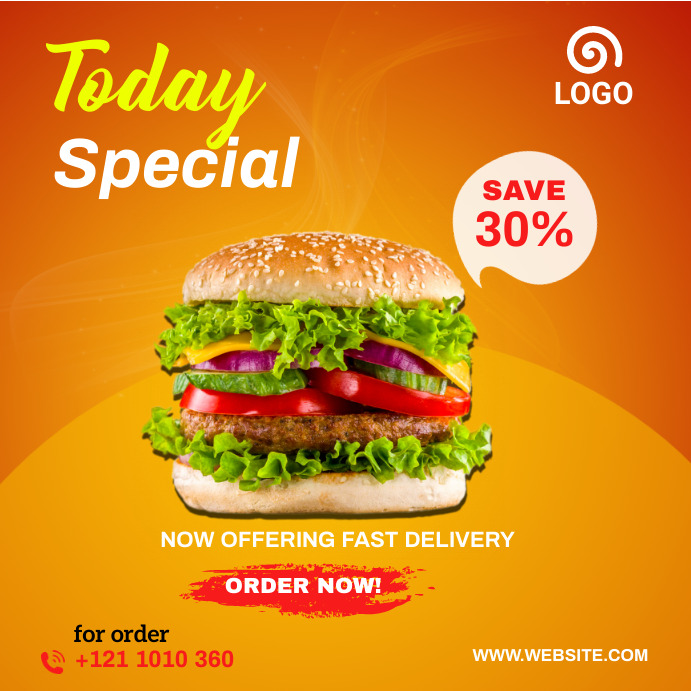 Today
Special
LOGO
SAVE
30%
NOW OFFERING FAST DELIVERY
ORDER NOW!
for order
+121 1010 360
WWW.WEBSITE.COM